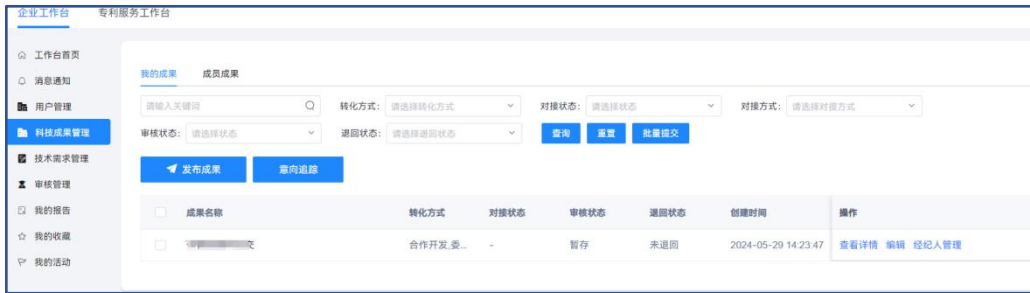 企业工作台 专利服务工作台
工作台首页
消息通知
用户管理
科技成果管理
技术需求管理
审核管理
我的报告
我的收藏
我的活动
我的成果 成员成果
请输入关键词 转化方式: 请选择转化方式 对接状态: 请选择状态 对接方式: 请选择对接方式
审核状态: 请选择状态 退回状态: 请选择退回状态 查询 重置 批量提交
发布成果 意向追踪
成果名称 转化方式 对接状态 审核状态 退回状态 创建时间 操作
合作开发,委... - 暂存 未退回 2024-05-29 14:23:47 查看详情 编辑 经纪人管理